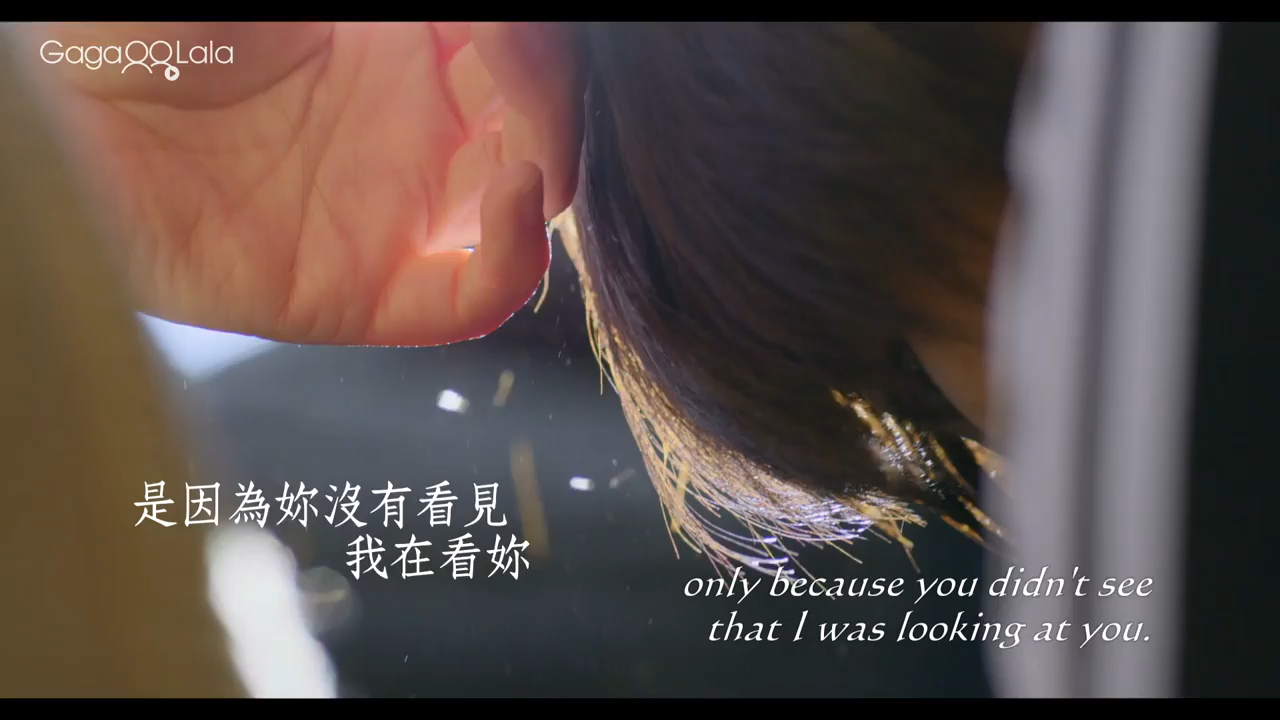 GagaOOLala
是因為妳沒有看見
我在看妳
only because you didn't see
that I was looking at you.